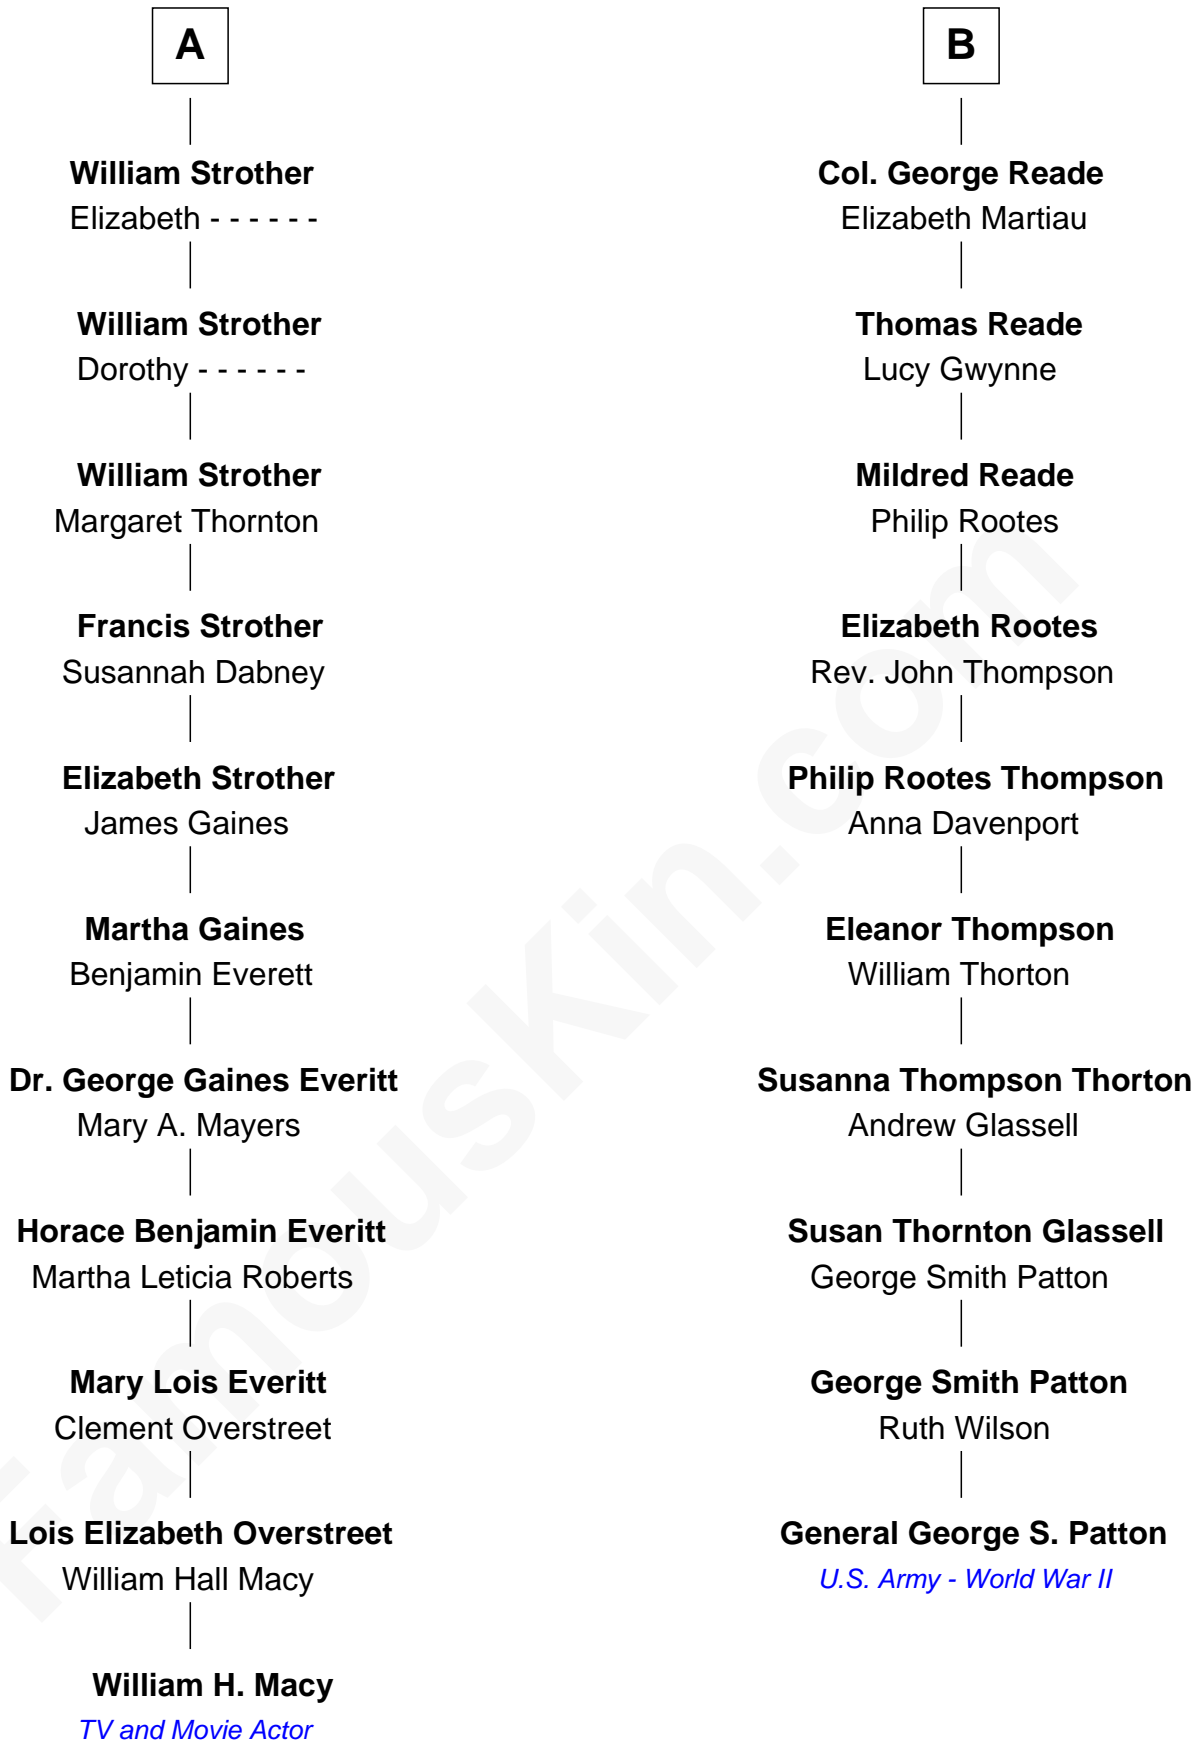 A
William Strother
Elizabeth - - - - - -
William Strother
Dorothy - - - - - -
William Strother
Margaret Thornton
Francis Strother
Susannah Dabney
Elizabeth Strother
James Gaines
Martha Gaines
Benjamin Everett
Dr. George Gaines Everitt
Mary A. Mayers
Horace Benjamin Everitt
Martha Leticia Roberts
Mary Lois Everitt
Clement Overstreet
Lois Elizabeth Overstreet
William Hall Macy
William H. Macy
TV and Movie Actor
B
Col. George Reade
Elizabeth Martiau
Thomas Reade
Lucy Gwynne
Mildred Reade
Philip Rootes
Elizabeth Rootes
Rev. John Thompson
Philip Rootes Thompson
Anna Davenport
Eleanor Thompson
William Thorton
Susanna Thompson Thorton
Andrew Glassell
Susan Thornton Glassell
George Smith Patton
George Smith Patton
Ruth Wilson
General George S. Patton
U.S. Army - World War II
FamousKin.com